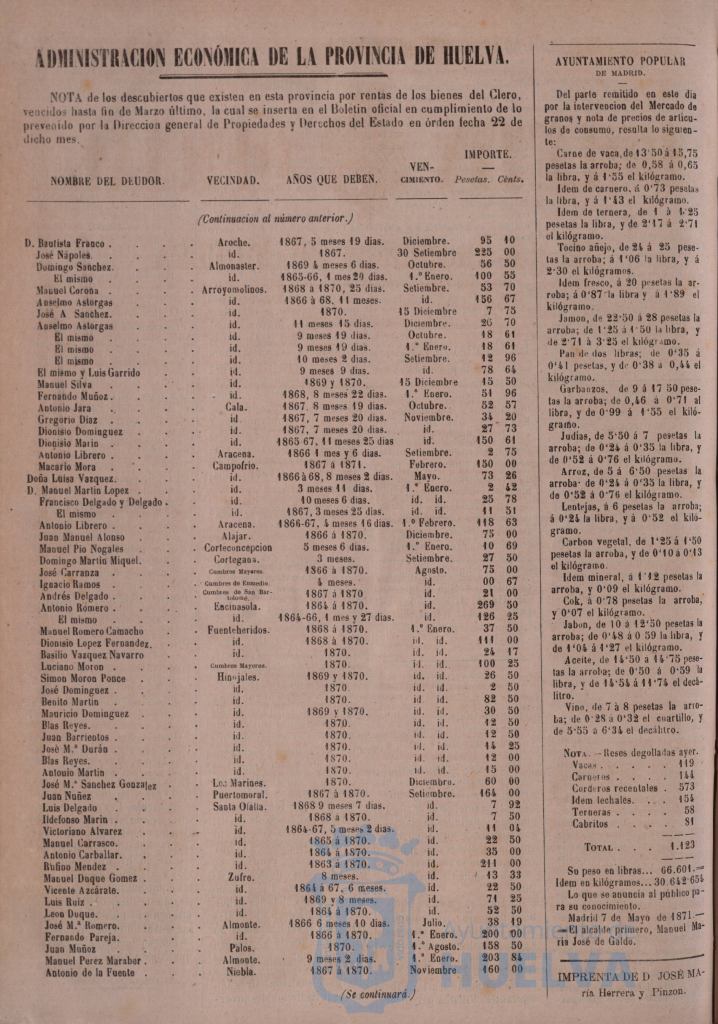 ADMINISTRACION ECONÓMICA DE LA PROVINCIA DE HUELVA.
NOTA de los descubiertos que existen en esta provincia por rentas de los bienes del Clero,
vencidos hasta fin de Marzo último, la cual se inserta en el Boletin oficial en cumplimiento de lo
prevenido por la Direccion general de Propiedades y Derechos del Estado en órden fecha 22 de
dicho mes.
NOMBRE DEL DEUDOR. VECINDAD. AÑOS QUE DEBEN. VENCIMIENTO. IMPORTE. Pesetas. Cénts.
(Continuacion al número anterior.)
D. Bautista Franco . Aroche. 1867, 5 meses 19 dias. Diciembre. 95 10
José Nápoles. id. 1867. 30 Setiembre 225 00
Domingo Sanchez. Almonaster. 1869 4 meses 6 dias. Octubre. 56 50
El mismo id. 1865-66, 1 mes 20 dias. 1.º Enero. 100 55
Manuel Corona . Arroyomolinos. 1868 á 1870, 25 dias. Setiembre. 53 70
Anselmo Astorgas id. 1866 á 68, 11 meses. id. 156 67
José A. Sanchez. id. 1870. 15 Diciembre 7 75
Anselmo Astorgas id. 11 meses 15 dias. Diciembre. 26 70
El mismo id. 9 meses 19 dias. Octubre. 18 61
El mismo id. 9 meses 19 dias. 1.º Enero. 18 61
El mismo id. 10 meses 2 dias. Setiembre. 12 96
El mismo y Luis Garrido id. 9 meses 9 dias. id. 78 64
Manuel Silva id. 1869 y 1870. 15 Diciembre 15 50
Fernando Muñoz. id. 1868, 8 meses 22 dias. 1.º Enero. 51 96
Antonio Jara Cala. 1867, 8 meses 19 dias. Octubre. 52 57
Gregorio Diaz id. 1867, 7 meses 20 dias. Noviembre. 34 20
Dionisio Dominguez id. 1867, 7 meses 20 dias. id. 27 73
Dionisio Marin id. 1865-67, 11 meses 25 dias id. 150 61
Antonio Librero Aracena. 1866 1 mes y 6 dias. Setiembre. 2 75
Macario Mora Campofrio. 1867 á 1871. Febrero. 150 00
Doña Luisa Vazquez. id. 1866 á 68, 8 meses 2 dias. Mayo. 73 26
D. Manuel Martin Lopez . id. 3 meses 11 dias. 1.º Enero. 2 42
Francisco Delgado y Delgado . id. 10 meses 6 dias. id. 25 78
El mismo id. 1867, 3 meses 25 dias. id. 11 51
Antonio Librero . Aracena. 1866-67, 4 meses 16 dias. 1.º Febrero. 118 63
Juan Manuel Alonso Alajar. 1866 á 1870. Diciembre. 75 00
Manuel Pio Nogales Corteconcepcion 5 meses 6 dias. 1.º Enero 10 69
Domingo Martin Miquel. Cortegana. 3 meses. Setiembre. 27 50
José Carranza Cumbres Mayores. 1866 á 1870. Agosto. 75 00
Ignacio Ramos Cumbres de Enmedio. 4 meses. id. 00 67
Andrés Delgado . Cumbres de San Bartolomé. 1867 á 1870 id. 21 00
Antonio Romero . Encinasola. 1864 á 1870. id. 269 50
El mismo id. 1864-66, 1 mes y 27 dias. id. 126 25
Manuel Romero Camacho Fuenteheridos. 1868 á 1870. 1.º Enero. 37 50
Dionisio Lopez Fernandez. id. 1868 á 1870. id. id. 111 00
Basilio Vazquez Navarro id. 1870. id. id. 24 17
Luciano Moron . Cumbres Mayores. 1870. id. id. 100 25
Simon Moron Ponce Hinojales. 1869 y 1870. id. id. 26 50
José Dominguez . id. 1870. id. id. 2 50
Benito Martin id. 1870. id. id. 82 50
Mauricio Dominguez id. 1869 y 1870. id. id. 30 50
Blas Reyes. id. 1870. id. id. 12 50
Juan Barrientos . id. 1870. id. id. 12 50
José M.ª Durán . id. 1870. id. id. 14 25
Blas Reyes. id. 1870. id. id. 12 00
Antonio Martin . id. 1870. id. id. 15 00
José M.ª Sanchez Gonzalez . Los Marines. 1870. Diciembre. 60 00
Juan Nuñez Puertomoral. 1867 á 1870. Setiembre. 164 00
Luis Delgado Santa Olalla. 1868 9 meses 7 dias. id. 7 92
Ildefonso Marin . id. 1868 á 1870. id. 7 50
Victoriano Alvarez id. 1864-67, 5 meses 2 dias. id. 11 04
Manuel Carrasco. id. 1865 á 1870. id. 22 50
Antonio Carballar. id. 1864 á 1870. id. 35 00
Rufino Mendez id. 1863 á 1870. id. 211 00
Manuel Duque Gomez . Zufre. 8 meses. id. 13 33
Vicente Azcárate. id. 1864 á 67, 6 meses. id. 22 50
Luis Ruiz . id. 1869 y 8 meses. id. 71 25
Leon Duque. id. 1864 á 1870. id. 52 50
José M.ª Romero. Almonte. 1866 6 meses 10 dias. Julio. 38 19
Fernando Pareja. id. 1866 á 1870. 1.º Enero. 200 00
Juan Muñoz Palos. 1870. 1.º Agosto. 158 50
Manuel Perez Marabor Almonte. 9 meses 2 dias. 1.º Enero. 203 84
Antonio de la Fuente . Niebla. 1867 á 1870. Noviembre 160 00
(Se continuará.)
Ayuntamiento
HUELVA
AYUNTAMIENTO POPULAR
DE MADRID.
Del parte remitido en este dia
por la intervencion del Mercado de
granos y nota de precios de artículos
de consumo, resulta lo siguiente:
Carne de vaca, de 13'50 á 15,75
pesetas la arroba; de 0,58 á 0,65
la libra, y á 1'55 el kilógramo.
Idem de carnero, á 0'73 pesetas
la libra, y á 1'43 el kilógramo.
Idem de ternera, de 1 á 1'25
pesetas la libra, y de 2'17 á 2'71
el kilógramo.
Tocino añejo, de 24 á 25 pesetas
la arroba; á 1'06 la libra, y á
2'30 el kilógramos.
Idem fresco, á 20 pesetas la arroba;
á 0'87 la libra y á 1'89 el
kilógramo.
Jamon, de 22'50 á 28 pesetas la
arroba; de 1'25 á 1'50 la libra, y
de 2'71 á 3'25 el kilógramo.
Pan de dos libras; de 0'35 á
0'41 pesetas, y de 0'38 á 0,44 el
kilógramo.
Garbanzos, de 9 á 17 50 pesetas
la arroba; de 0,46 á 0'71 al
libra, y de 0'99 á 1'55 el kilógramo.
Judias, de 5'50 á 7 pesetas la
arroba; de 0'24 á 0'35 la libra, y
de 0'52 á 0'76 el kilógramo.
Arroz, de 5 á 6'50 pesetas la
arroba de 0'24 á 0'35 la libra, y
de 0'52 á 0'76 el kilógramo.
Lentejas, á 6 pesetas la arroba;
á 0'24 la libra, y á 0'52 el kilógramo.
Carbon vegetal, de 1'25 á 1'50
pesetas la arroba, y de 0'10 á 0'13
el kilógramo.
Idem mineral, á 1'12 pesetas la
arroba, y á 0'09 el kilógramo.
Cok, á 0'78 pesetas la arroba,
y 0'07 el kilógramo.
Jabon, de 10 á 12'50 pesetas la
arroba; de 0'48 á 0 59 la libra, y
de 1'04 á 1'27 el kilógramo.
Aceite, de 14'50 á 14'75 pesetas
la arroba; de 0'50 á 0'59 la
libra, y de 14'54 á 11'74 el decálitro.
Vino, de 7 á 8 pesetas la arroba;
de 0'28 á 0'32 el cuartillo, y
de 5'55 á 6'34 el decálitro.
NOTA.—Reses degolladas ayer.
Vacas . . . . . 119
Carneros . . . . 144
Corderos recentales . 573
Idem lechales. . . . 154
Terneras . . . . . 58
Cabritos . . . . . 81
TOTAL . . . . 1.123
Su peso en libras... 66.601.—
Idem en kilógramos... 30.642'654
Lo que se anuncia al público para
su conocimiento.
Madrid 7 de Mayo de 1871.—
=El alcalde primero, Manuel Maria
José de Galdo.
IMPRENTA DE D. JOSÉ MARÍA
Herrera y Pinzon.